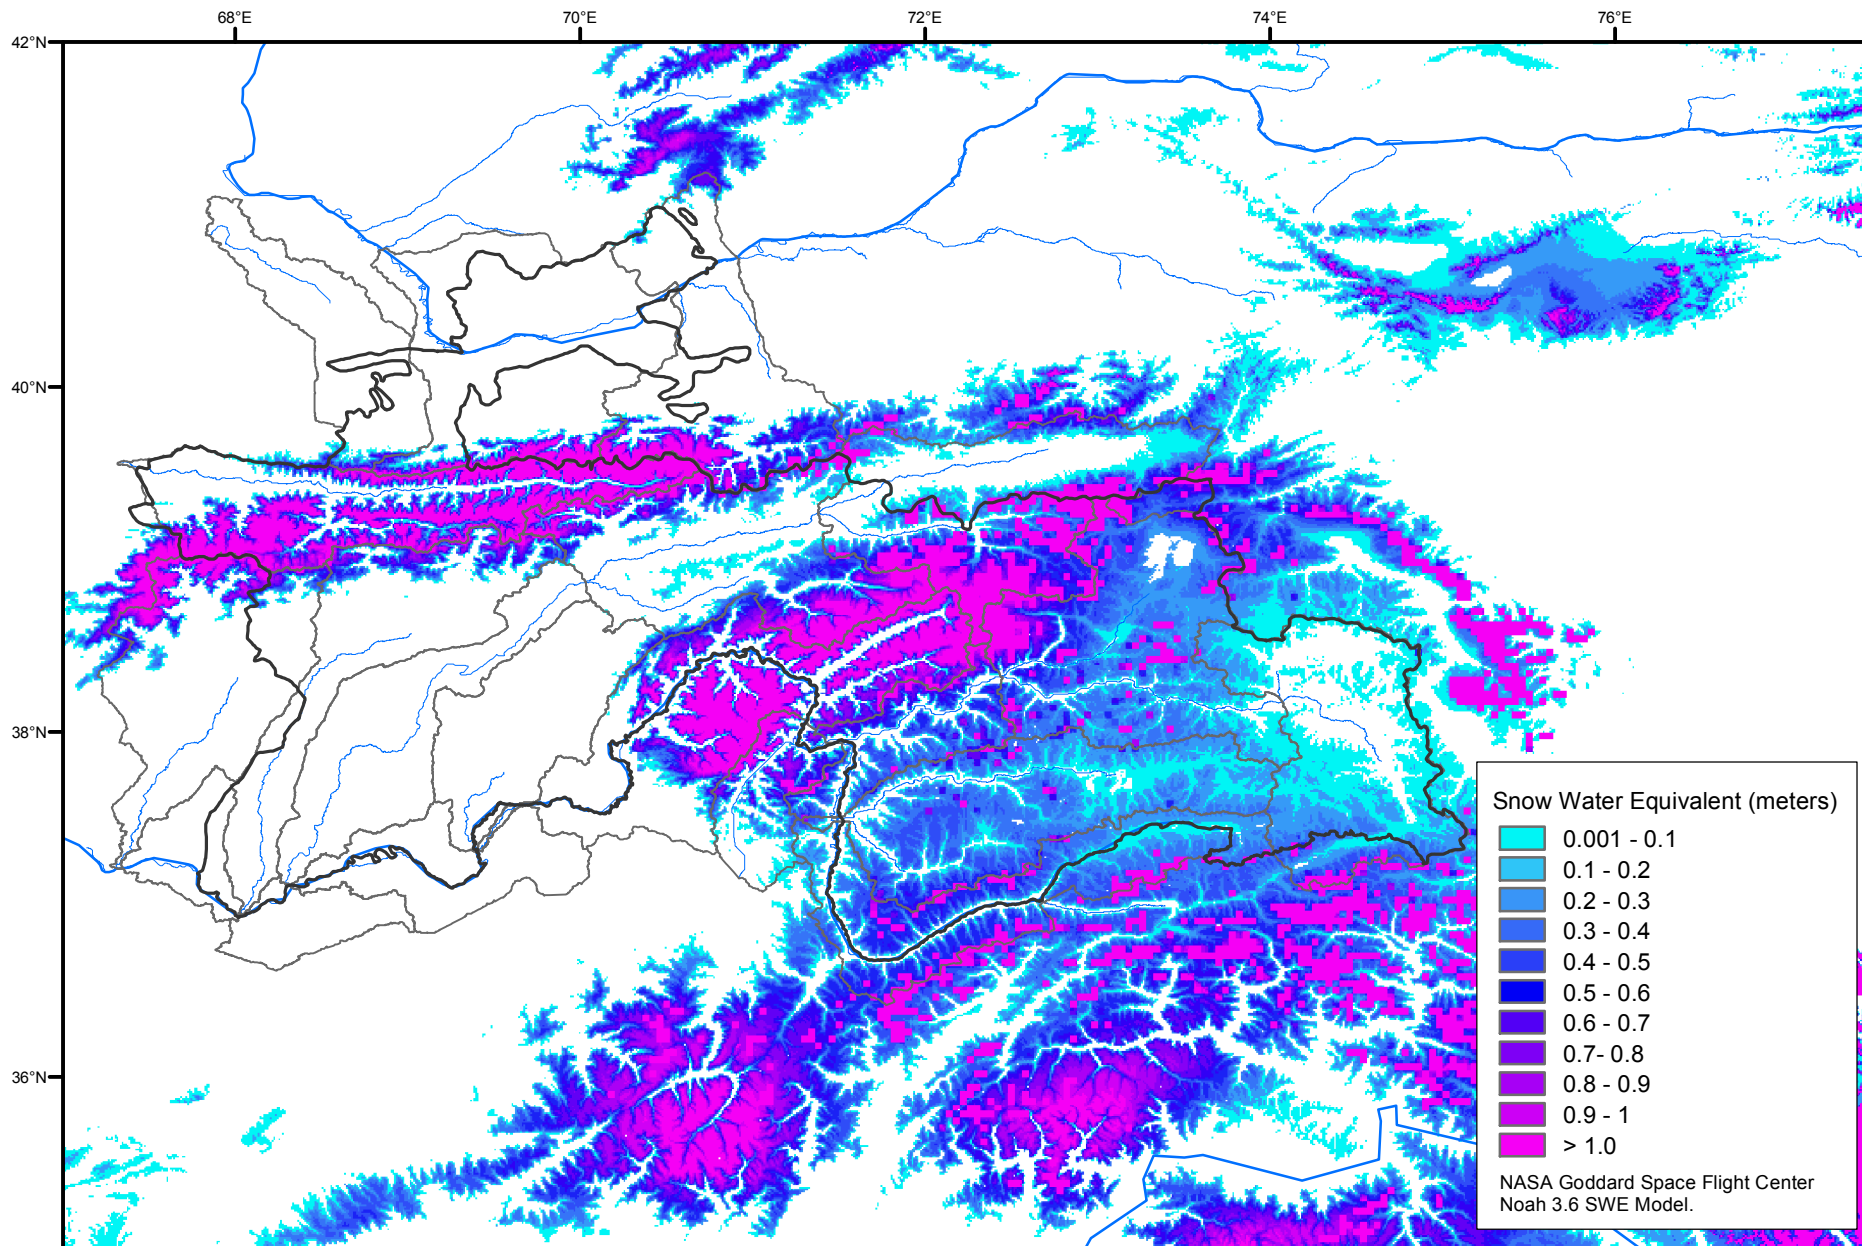 68°E
70°E
72°E
74°E
76°E
42°N
40°N
38°N
36°N
Snow Water Equivalent (meters)
0.001 - 0.1
0.1 - 0.2
0.2 - 0.3
0.3 - 0.4
0.4 - 0.5
0.5 - 0.6
0.6 - 0.7
0.7- 0.8
0.8 - 0.9
0.9 - 1
> 1.0
NASA Goddard Space Flight Center
Noah 3.6 SWE Model.